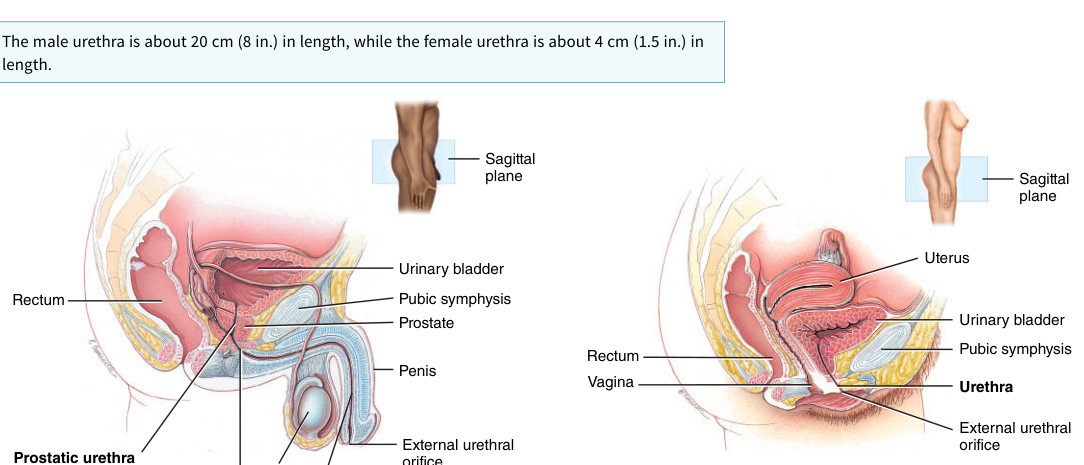 The male urethra is about 20 cm (8 in.) in length, while the female urethra is about 4 cm (1.5 in.) in
length.
Sagittal
plane
Urinary bladder
Pubic symphysis
Rectum
Prostate
Penis
External urethral
orifice
Prostatic urethra
Sagittal
plane
Uterus
Urinary bladder
Pubic symphysis
Rectum
Vagina
Urethra
External urethral
orifice